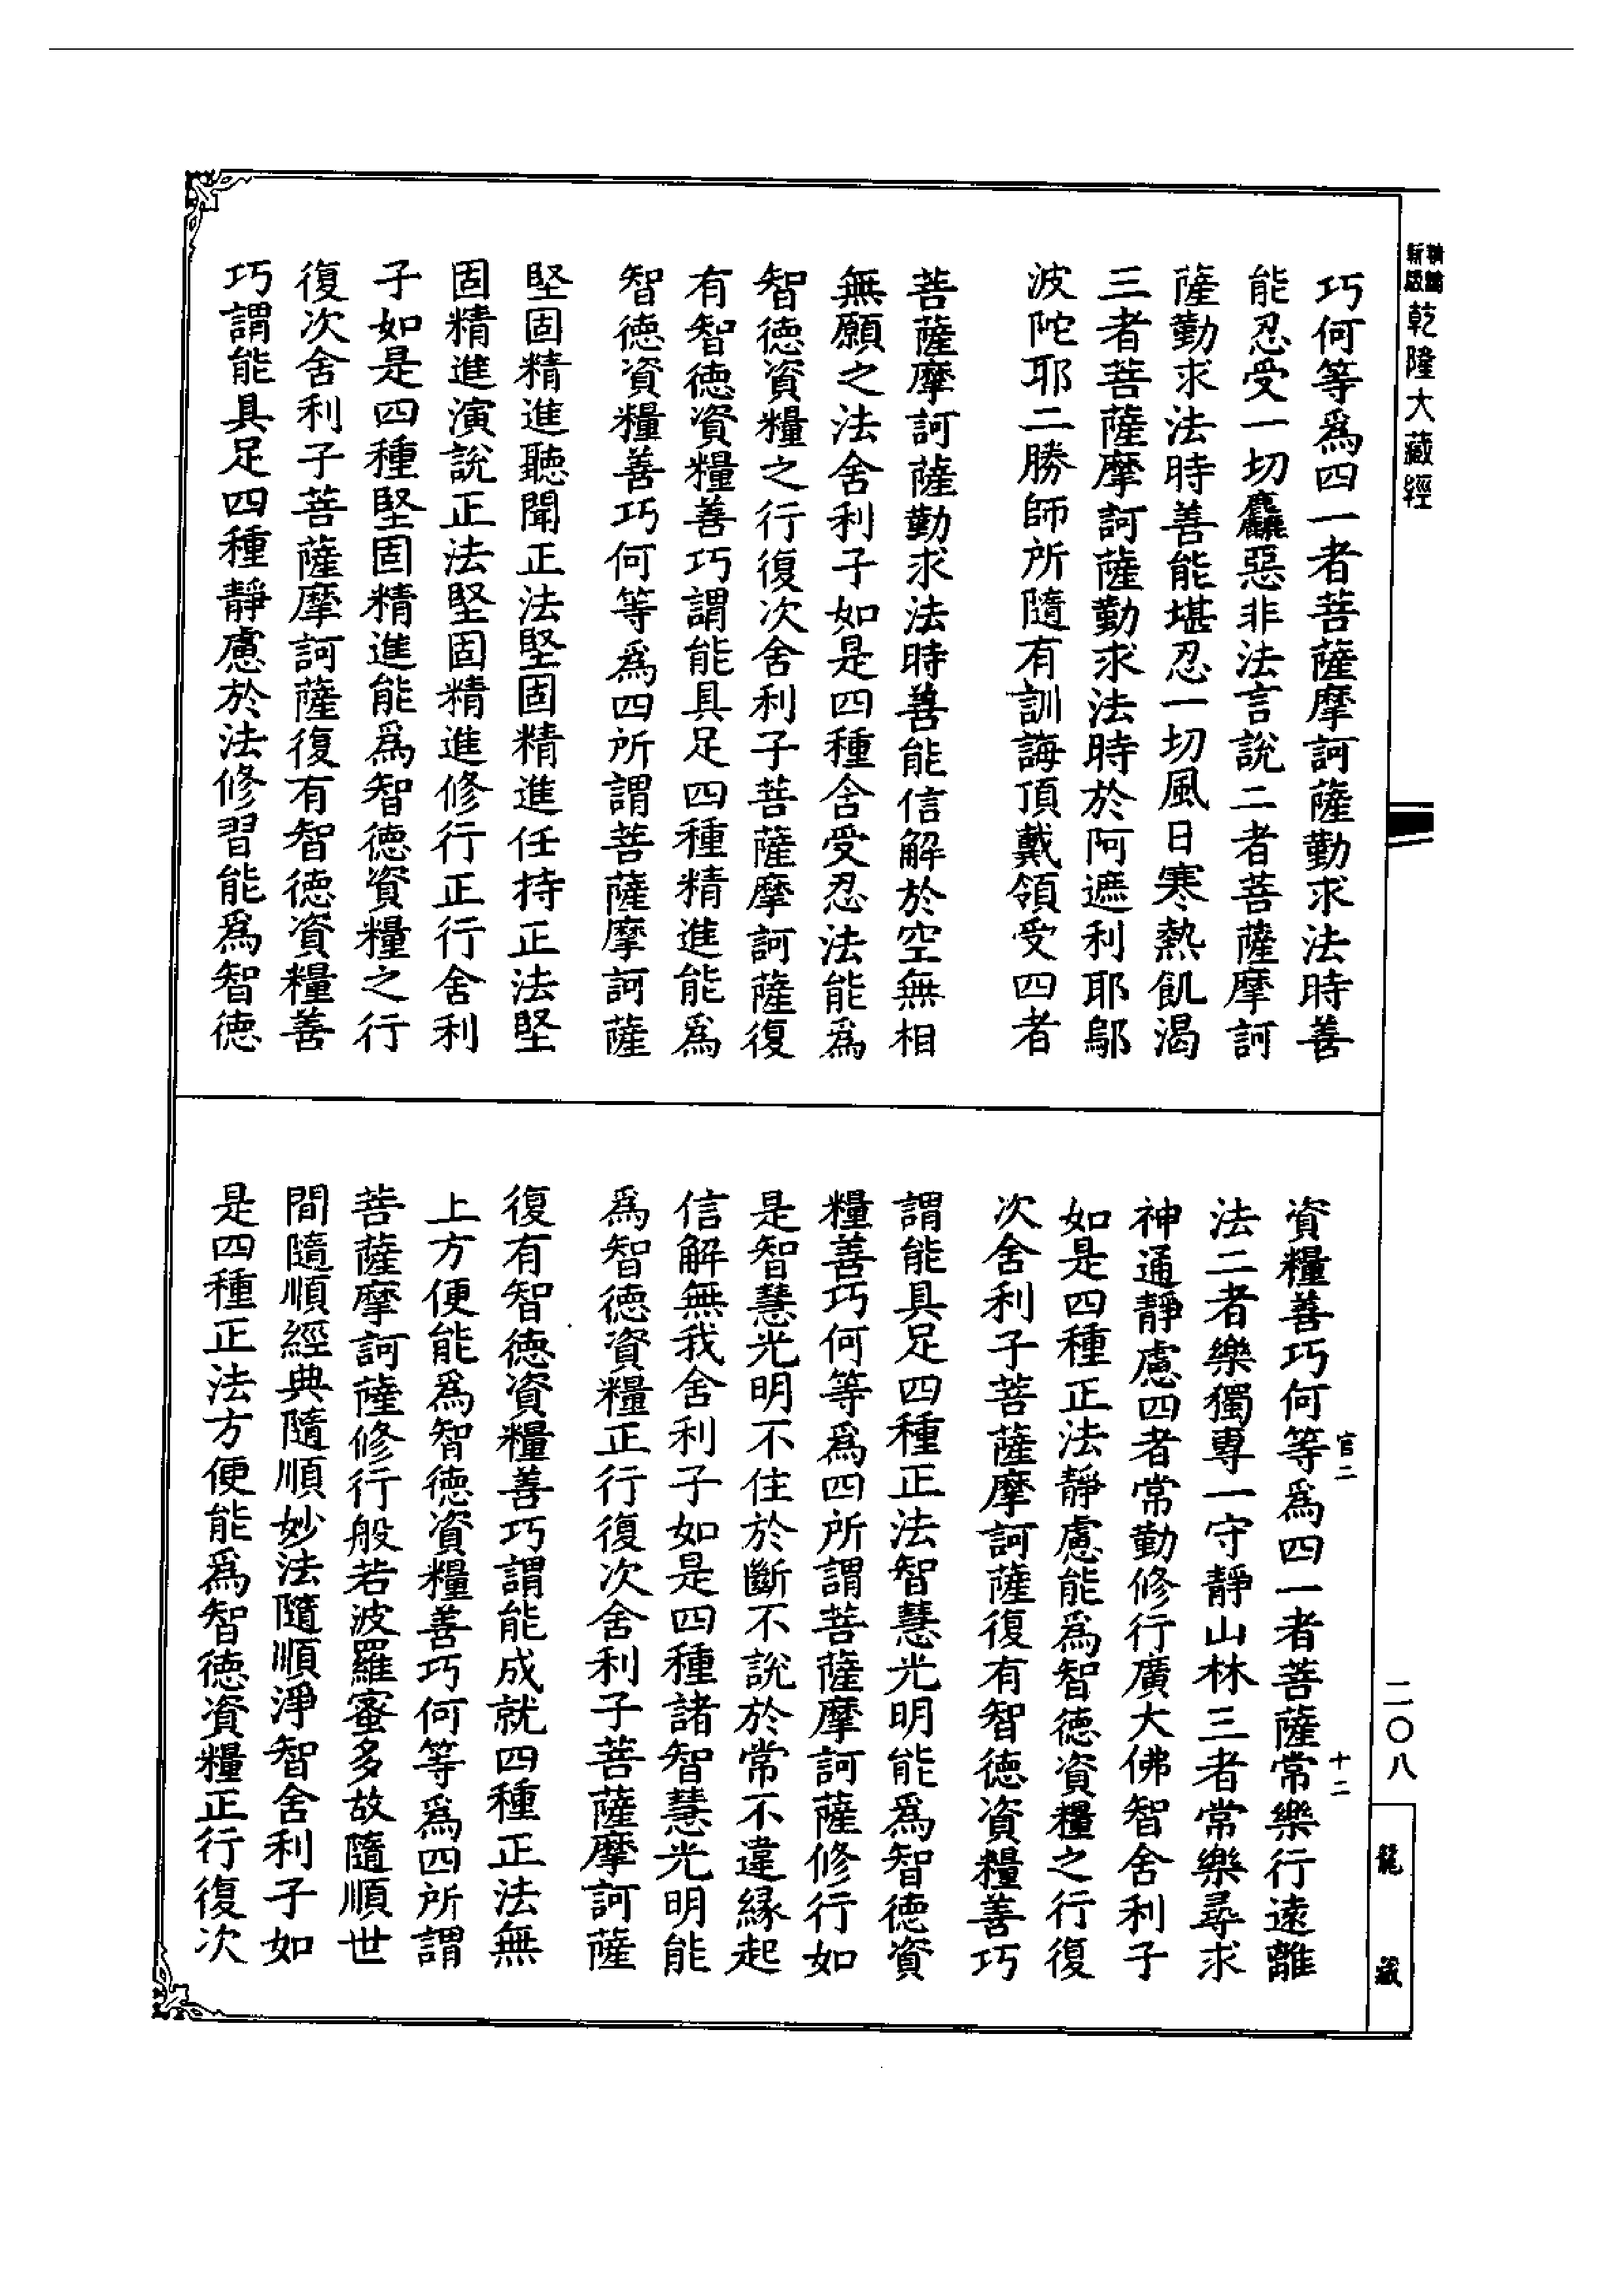 新版精鏞乾隆大藏經
巧何等爲四一者菩薩摩訶薩勤求法時善
能忍受一切麤惡非法言說二者菩薩摩訶
薩勤求法時善能堪忍一切風日寒熱飢渴
三者菩薩摩訶薩勤求法時於阿遮利耶鄔
波陀耶二勝師所隨有訓誨頂戴領受四者
菩薩摩訶薩勤求法時善能信解於空無相
無願之法舍利子如是四種含受忍法能爲
智德資糧之行復次舍利子菩薩摩訶薩復
有智德資糧善巧謂能具足四種精進能爲
智德資糧善巧何等爲四所謂菩薩摩訶薩
堅固精進聽聞正法堅固精進任持正法堅
固精進演說正法堅固精進修行正行舍利
子如是四種堅固精進能爲智德資糧之行
復次舍利子菩薩摩訶薩復有智德資糧善
巧謂能具足四種靜慮於法修習能爲智德
資糧善巧何等爲四一者菩薩常樂行遠離
法二者樂獨專一守靜山林三者常樂尋求
神通靜慮四者常勤修行廣大佛智舍利子
如是四種正法靜慮能爲智德資糧之行復
次舍利子菩薩摩訶薩復有智德資糧善巧
謂能具足四種正法智慧光明能爲智德資
糧善巧何等爲四所謂菩薩摩訶薩修行如
是智慧光明不住於斷不說於常不違緣起
信解無我舍利子如是四種諸智慧光明能
爲智德資糧正行復次舍利子菩薩摩訶薩
復有智德資糧善巧謂能成就四種正法無
上方便能爲智德資糧善巧何等爲四所謂
菩薩摩訶薩修行般若波羅蜜多故隨順世
間隨順經典隨順妙法隨順淨智舍利子如
是四種正法方便能爲智德資糧正行復次
官二
十二
二〇八
龍藏